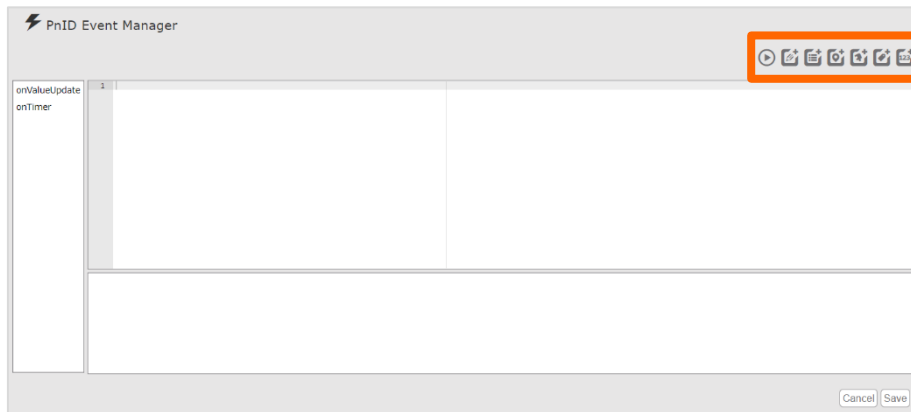 PnID Event Manager
onValueUpdate
onTimer
1
Cancel Save